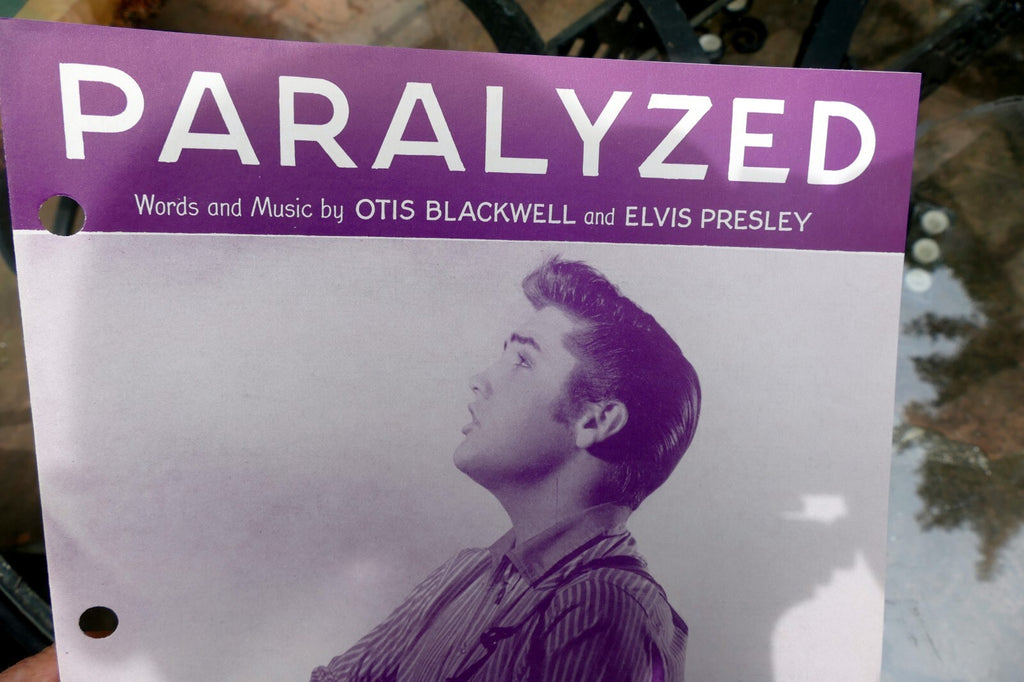 PARALYZED
Words and Music by OTIS BLACKWELL and ELVIS PRESLEY